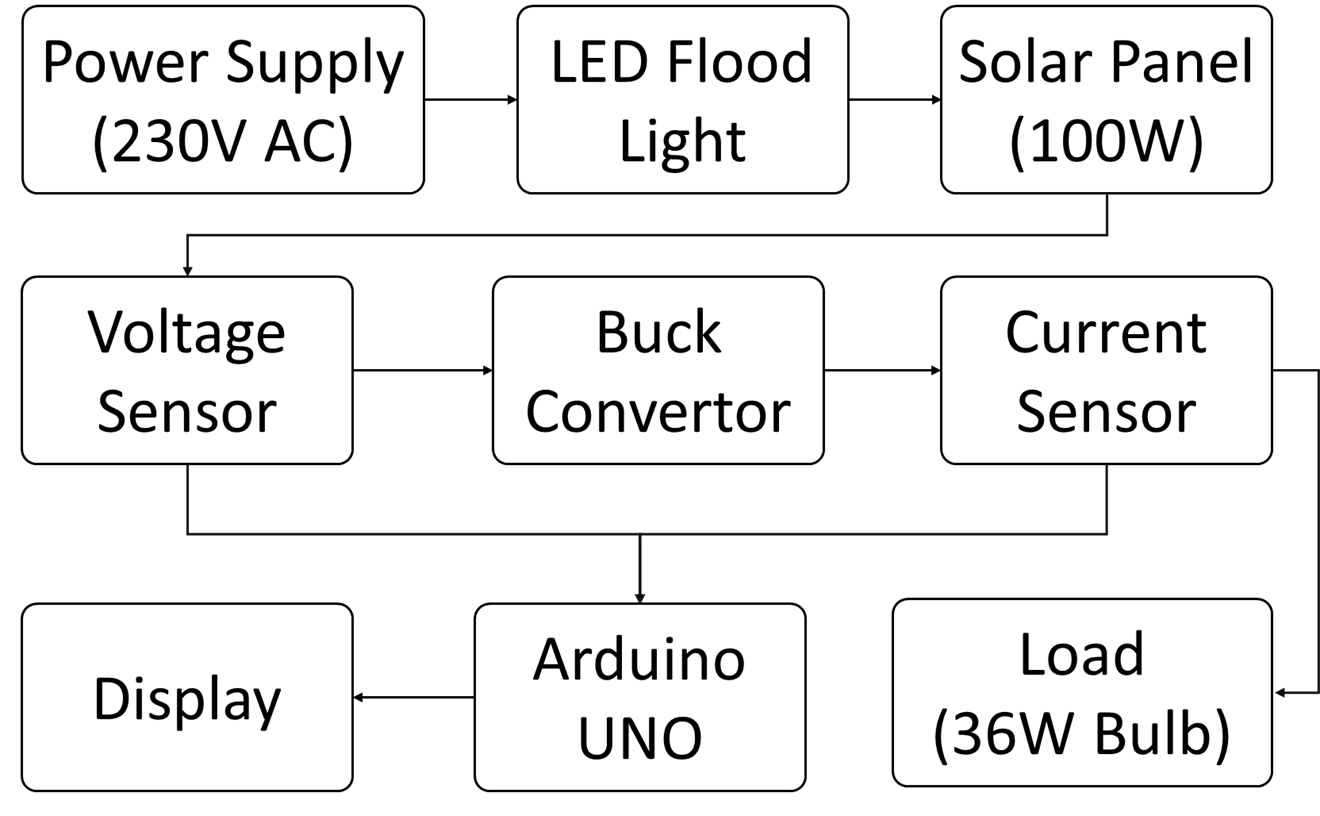 Power Supply
(230V AC)
LED Flood
Light
Solar Panel
(100W)
Voltage
Sensor
Buck
Convertor
Current
Sensor
Display
Arduino
UNO
Load
(36W Bulb)